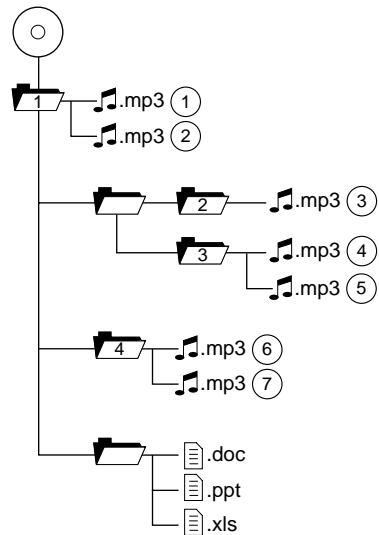 1 .mp3 1
.mp3 2
2 .mp3 3
3 .mp3 4
.mp3 5
4 .mp3 6
.mp3 7
.doc
.ppt
.xls